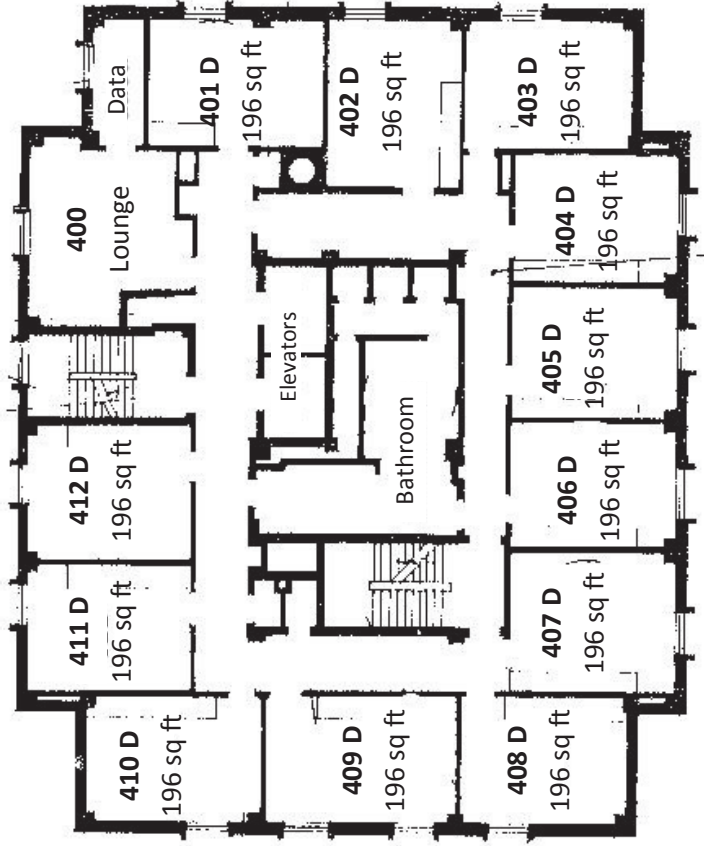 400
Lounge
Data
401 D
196 sq ft
402 D
196 sq ft
403 D
196 sq ft
404 D
196 sq ft
405 D
196 sq ft
406 D
196 sq ft
407 D
196 sq ft
408 D
196 sq ft
409 D
196 sq ft
410 D
196 sq ft
411 D
196 sq ft
412 D
196 sq ft
Elevators
Bathroom